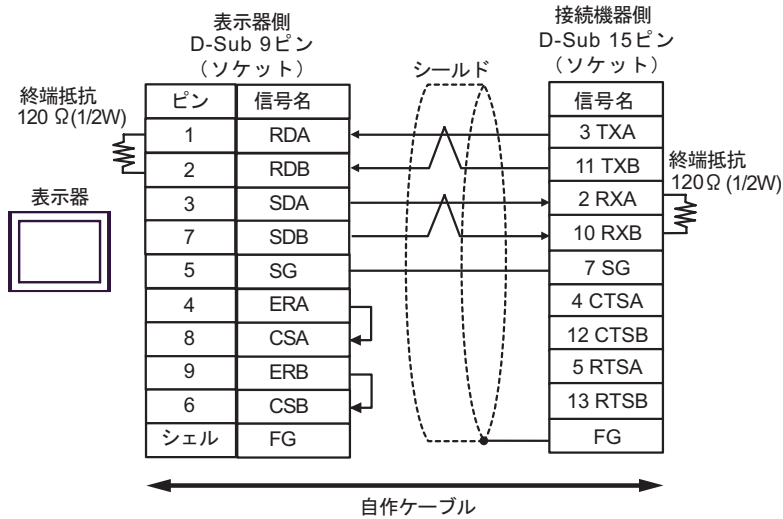 表示器側
D-Sub 9ピン
（ソケット）
接続機器側
D-Sub 15ピン
（ソケット）
シールド
終端抵抗
120 Ω(1/2W)
表示器
ピン 信号名
1 RDA
2 RDB
3 SDA
7 SDB
5 SG
4 ERA
8 CSA
9 ERB
6 CSB
シェル FG
信号名
3 TXA
11 TXB
2 RXA
10 RXB
7 SG
4 CTSA
12 CTSB
5 RTSA
13 RTSB
FG
終端抵抗
120Ω (1/2W)
自作ケーブル